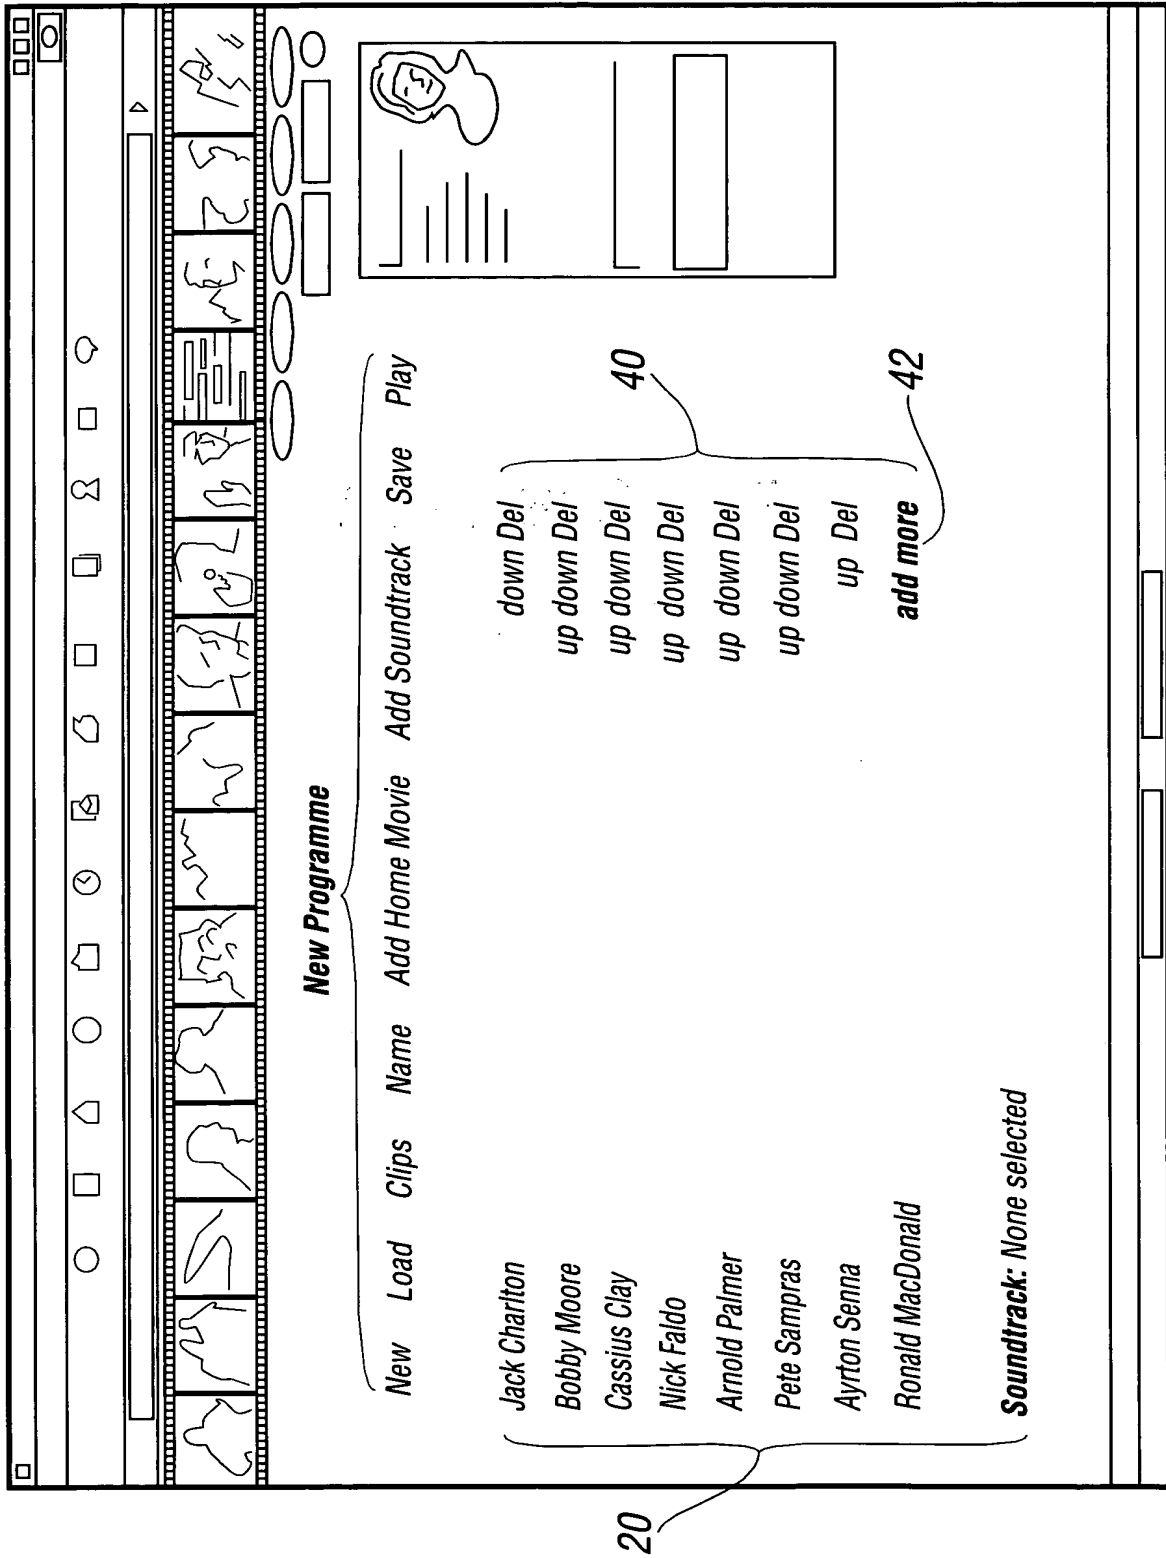 New Programme
New Load Clips Name Add Home Movie Add Soundtrack Save Play
Jack Charlton down Del
Bobby Moore up down Del
Cassius Clay up down Del
Nick Faldo up down Del
Arnold Palmer up down Del
Pete Sampras up down Del
Ayrton Senna up Del
Ronald MacDonald add more
Soundtrack: None selected
20
40
42